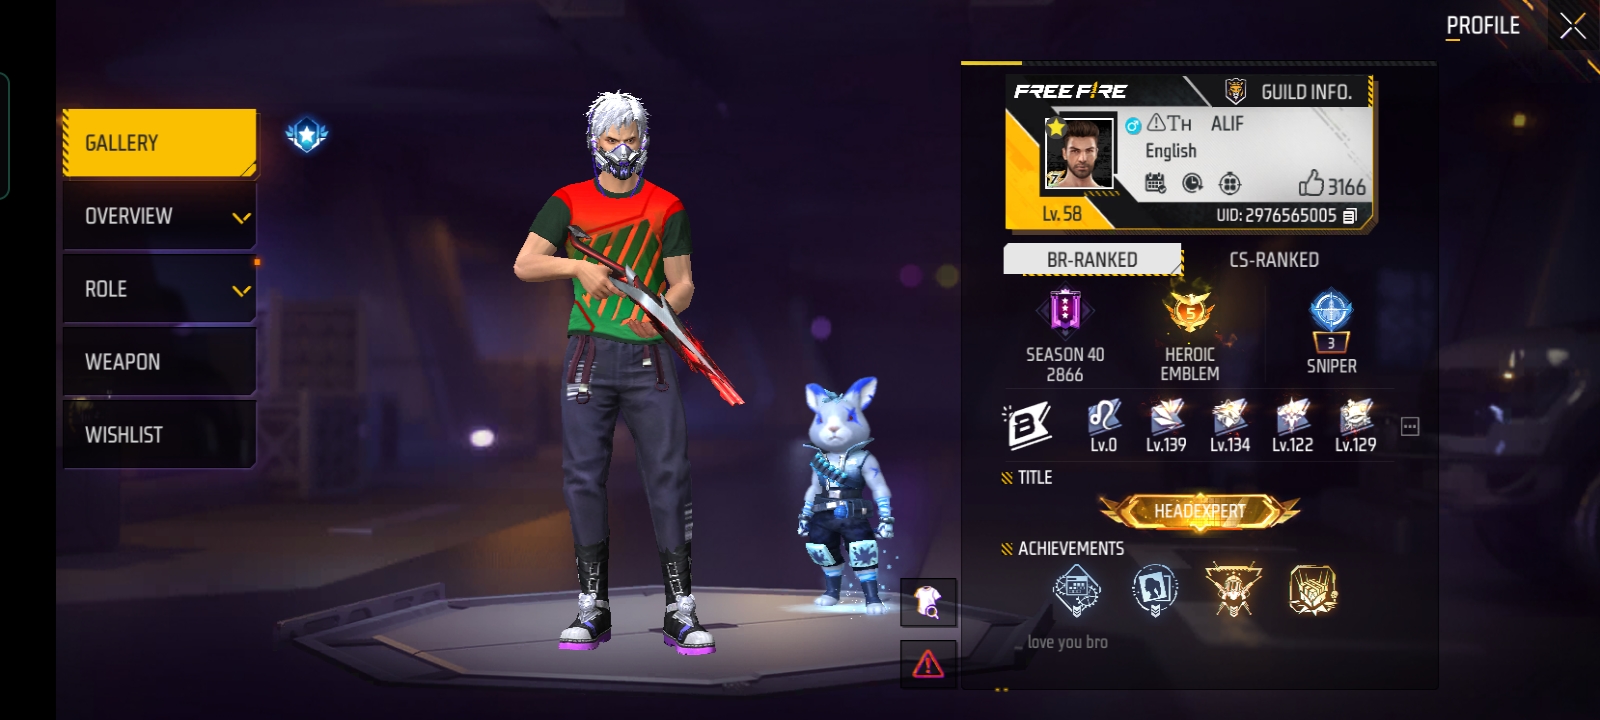 PROFILE
GALLERY
OVERVIEW
ROLE
WEAPON
WISHLIST
FREE FIRE
GUILD INFO.
⚠Tʜ ALIF
English
3166
Lv. 58
UID: 2976565005
BR-RANKED
CS-RANKED
SEASON 40
2866
5
HEROIC
EMBLEM
3
SNIPER
B
Lv.0
Lv.139
Lv.134
Lv.122
Lv.129
TITLE
HEADEXPERT
ACHIEVEMENTS
... love you bro